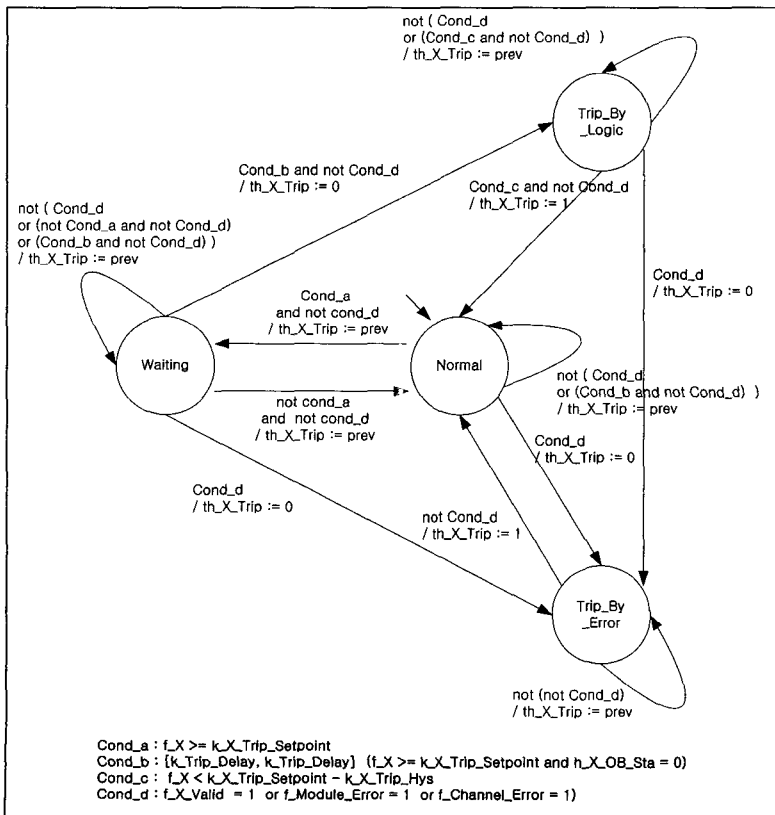 not ( Cond_d
or (Cond_c and not Cond_d) )
/ th_X_Trip := prev
Trip_By
_Logic
Cond_b and not Cond_d
/ th_X_Trip := 0
Cond_c and not Cond_d
/ th_X_Trip := 1
not ( Cond_d
or (not Cond_a and not Cond_d)
or (Cond_b and not Cond_d) )
/ th_X_Trip := prev
Cond_d
/ th_X_Trip := 0
Cond_a
and not cond_d
/ th_X_Trip := prev
Waiting
Normal
not ( Cond_d
or (Cond_b and not Cond_d) )
/ th_X_Trip := prev
not cond_a
and not cond_d
/ th_X_Trip := prev
Cond_d
/ th_X_Trip := 0
Cond_d
/ th_X_Trip := 0
not Cond_d
/ th_X_Trip := 1
Trip_By
_Error
not (not Cond_d)
/ th_X_Trip := prev
Cond_a : f_X >= k_X_Trip_Setpoint
Cond_b : [k_Trip_Delay, k_Trip_Delay] (f_X >= k_X_Trip_Setpoint and h_X_OB_Sta = 0)
Cond_c : f_X < k_X_Trip_Setpoint - k_X_Trip_Hys
Cond_d : f_X_Valid = 1 or f_Module_Error = 1 or f_Channel_Error = 1)